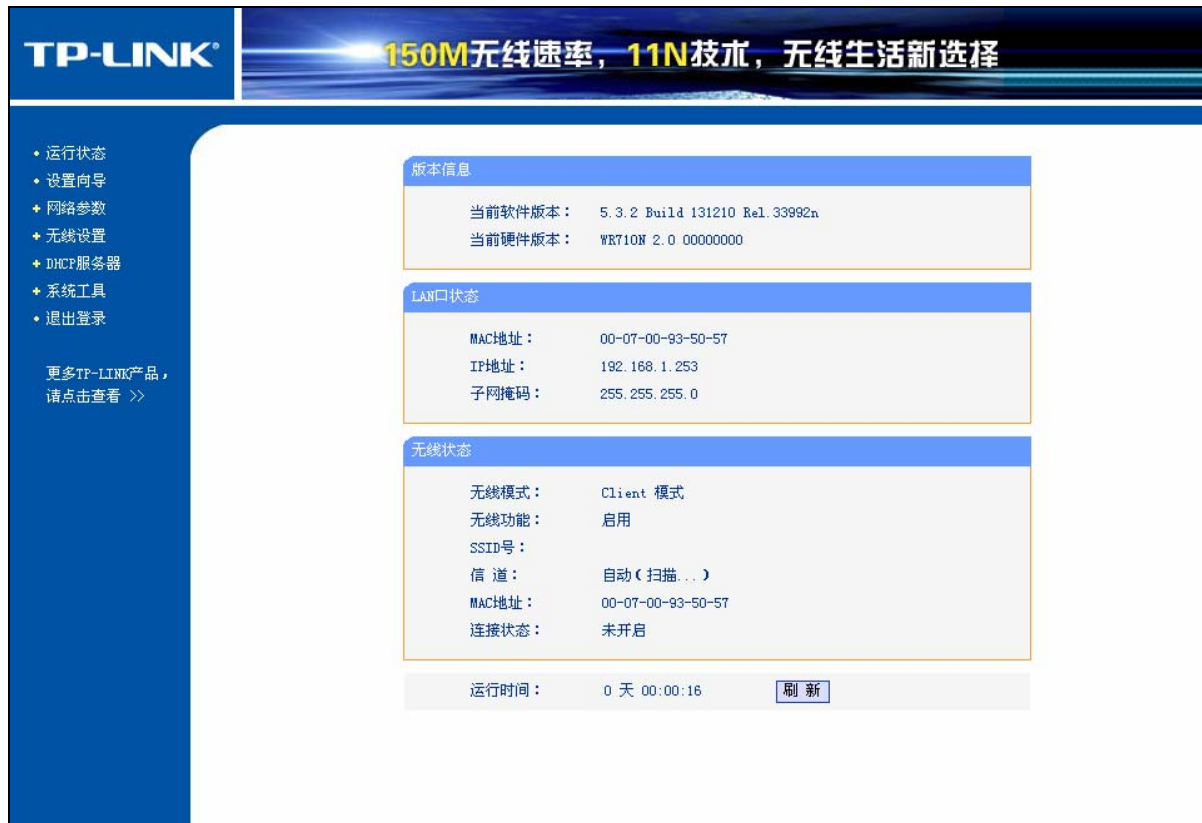 TP-LINK®
150M无线速率，11N技术，无线生活新选择
运行状态
设置向导
网络参数
无线设置
DHCP服务器
系统工具
退出登录
更多TP-LINK产品，
请点击查看 >>
版本信息
当前软件版本： 5.3.2 Build 131210 Rel.33992n
当前硬件版本： WR710N 2.0 00000000
LAN口状态
MAC地址： 00-07-00-93-50-57
IP地址： 192.168.1.253
子网掩码： 255.255.255.0
无线状态
无线模式： Client 模式
无线功能： 启用
SSID号：
信 道： 自动(扫描...)
MAC地址： 00-07-00-93-50-57
连接状态： 未开启
运行时间： 0 天 00:00:16 刷 新